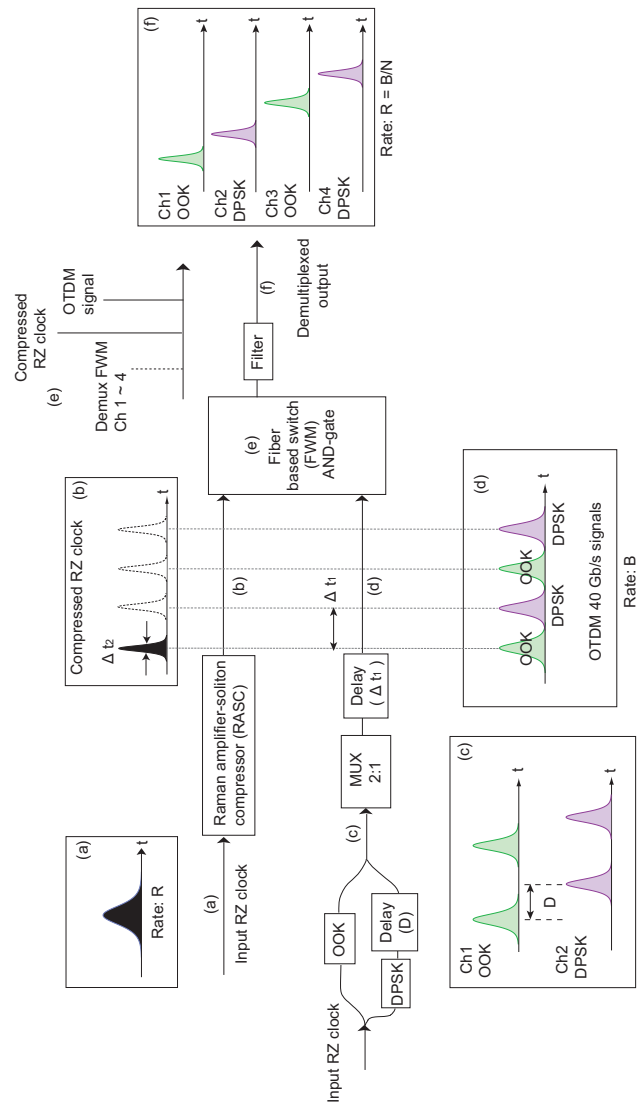 (a)
t
Rate: R
Compressed RZ clock
(b)
Δ t2
t
(e)
Compressed
RZ clock
Demux FWM
Ch 1 ~ 4
OTDM
signal
(f)
Ch1
OOK
t
Ch2
DPSK
t
Ch3
OOK
t
Ch4
DPSK
t
Rate: R = B/N
(a)
Input RZ clock
Raman amplifier-soliton
compressor (RASC)
(b)
(e)
Fiber
based switch
(FWM)
AND-gate
Filter
(f)
Demultiplexed
output
Input RZ clock
OOK
DPSK
Delay
(D)
(c)
MUX
2:1
Delay
( Δ t1)
Δ t1
(d)
(c)
Ch1
OOK
t
D
Ch2
DPSK
t
(d)
t
OOK
DPSK
OOK
DPSK
OTDM 40 Gb/s signals
Rate: B